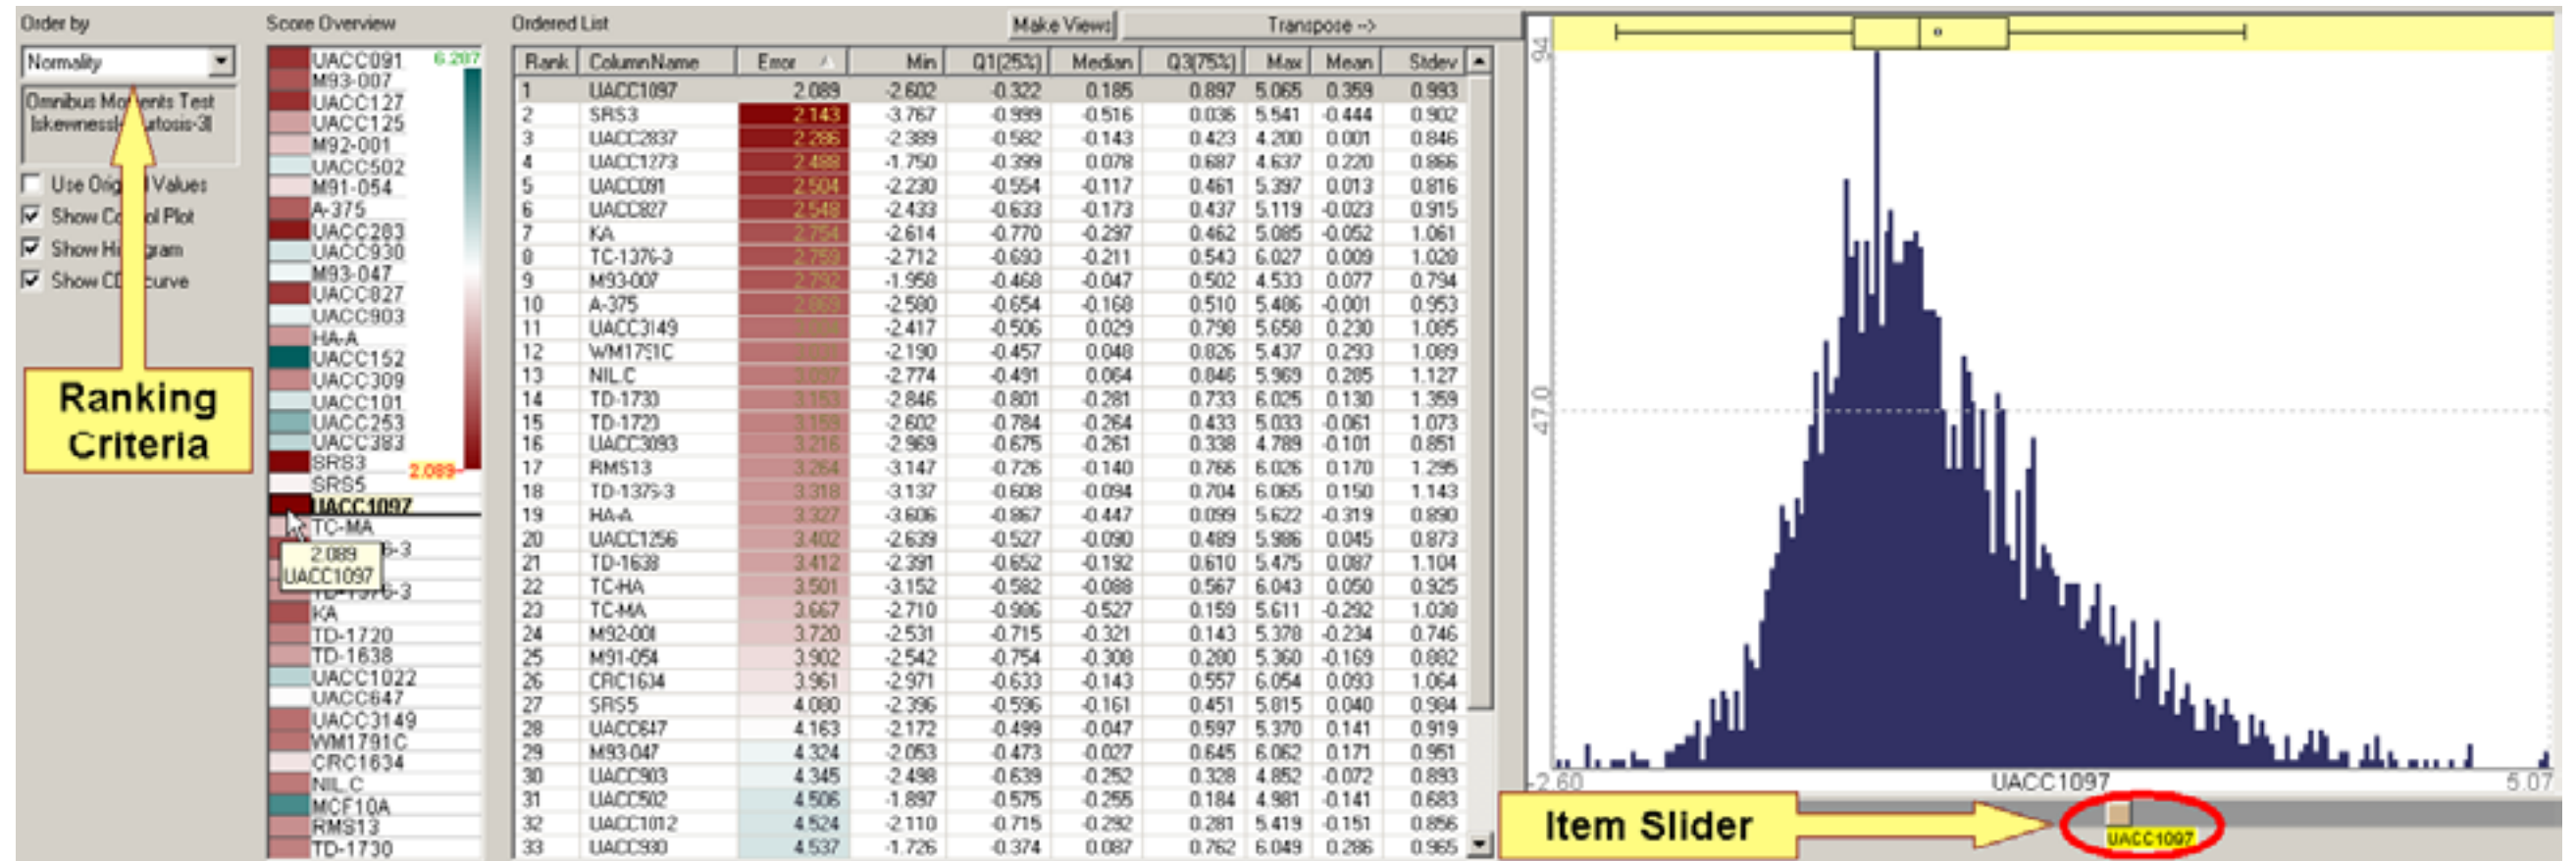 Order by
Normality
Use
Values
Show
Plot
Show
Show
curve
Ranking
Criteria
Score Overview
6.287
UACC091
M93-007
UACC127
UACC125
M92-001
UACC502
M91-054
A-375
UACC283
UACC930
M93-047
UACC827
UACC903
HA-A
UACC152
UACC309
UACC101
UACC253
UACC383
SRS3
2.089
SRS5
UACC1097
TC-MA
2.089
UACC1097
KA
TD-1720
TD-1638
UACC1022
UACC647
UACC3149
WM1791C
CRC1634
NIL.C
MCF10A
RMS13
TD-1730
Ordered List Make Views Transpose -->
Rank Column Name Error Min Q1(25%) Median Q3(75%) Max Mean Stdev
1 UACC1097 2.089 -2.602 -0.322 0.185 0.897 5.065 0.359 0.993
2 SRS3 2.143 -3.767 -0.999 -0.516 0.036 5.541 -0.444 0.902
3 UACC2837 2.286 -2.389 -0.582 -0.143 0.423 4.200 0.001 0.846
4 UACC1273 2.488 -1.750 -0.399 0.078 0.687 4.637 0.220 0.866
5 UACC091 2.504 -2.230 -0.554 -0.117 0.461 5.397 0.013 0.816
6 UACC827 2.548 -2.433 -0.633 -0.173 0.437 5.119 -0.023 0.915
7 KA 2.754 -2.614 -0.770 -0.297 0.462 5.085 -0.052 1.061
8 TC-1376-3 2.759 -2.712 -0.693 -0.211 0.543 6.027 0.009 1.028
9 M93-007 2.792 -1.958 -0.468 -0.047 0.502 4.533 0.077 0.794
10 A-375 2.869 -2.580 -0.654 -0.168 0.510 5.486 -0.001 0.953
11 UACC3149 -2.417 -0.506 0.029 0.798 5.658 0.230 1.085
12 WM1791C -2.190 -0.457 0.048 0.826 5.437 0.293 1.089
13 NIL.C -2.774 -0.491 0.064 0.846 5.969 0.285 1.127
14 TD-1730 3.153 -2.846 -0.801 -0.281 0.733 6.025 0.130 1.359
15 TD-1720 3.159 -2.602 -0.784 -0.264 0.433 5.033 -0.061 1.073
16 UACC3093 3.216 -2.969 -0.675 -0.261 0.338 4.789 -0.101 0.851
17 RMS13 3.264 -3.147 -0.726 -0.140 0.766 6.026 0.170 1.295
18 TD-1376-3 3.318 -3.137 -0.608 -0.094 0.704 6.065 0.150 1.143
19 HA-A 3.327 -3.606 -0.867 -0.447 0.099 5.622 -0.319 0.890
20 UACC1256 3.402 -2.639 -0.527 -0.090 0.489 5.986 0.045 0.873
21 TD-1638 3.412 -2.391 -0.652 -0.192 0.610 5.475 0.087 1.104
22 TC-HA 3.501 -3.152 -0.582 -0.088 0.567 6.043 0.050 0.925
23 TC-MA 3.667 -2.710 -0.986 -0.527 0.159 5.611 -0.292 1.038
24 M92-001 3.720 -2.531 -0.715 -0.321 0.143 5.378 -0.234 0.746
25 M91-054 3.902 -2.542 -0.754 -0.308 0.280 5.360 -0.169 0.882
26 CRC1634 3.961 -2.971 -0.633 -0.143 0.557 6.054 0.093 1.064
27 SRS5 4.080 -2.396 -0.596 -0.161 0.451 5.815 0.040 0.984
28 UACC647 4.163 -2.172 -0.499 -0.047 0.597 5.370 0.141 0.919
29 M93-047 4.324 -2.053 -0.473 -0.027 0.645 6.062 0.171 0.951
30 UACC903 4.345 -2.498 -0.639 -0.252 0.328 4.852 -0.072 0.893
31 UACC502 4.506 -1.897 -0.575 -0.255 0.184 4.981 -0.141 0.683
32 UACC1012 4.524 -2.110 -0.715 -0.292 0.281 5.419 -0.151 0.856
33 UACC930 4.537 -1.726 -0.374 0.087 0.762 6.049 0.286 0.965
94
47.0
-2.60 UACC1097 5.07
Item Slider
UACC1097